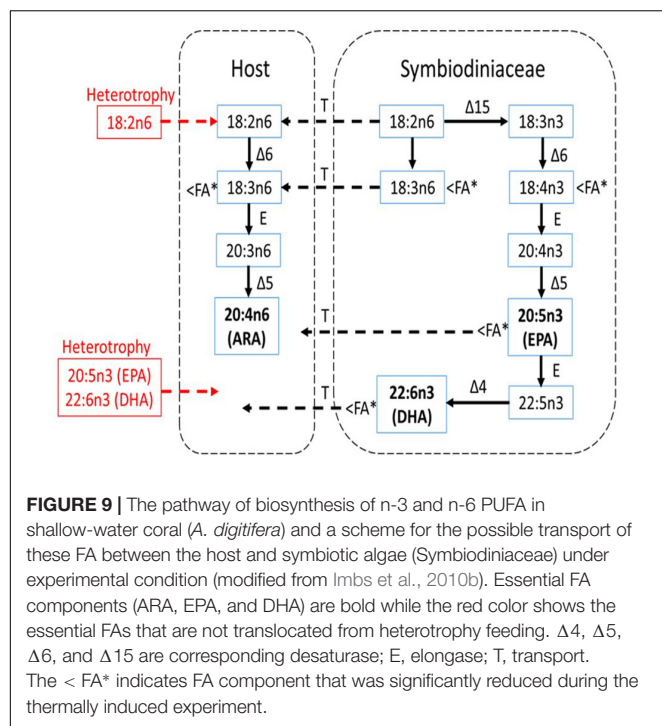 Host
Symbiodiniaceae
Heterotrophy
18:2n6
18:2n6
T
18:2n6
Δ15
18:3n3
Δ6
Δ6
<FA*
18:3n6
T
18:3n6
<FA*
18:4n3
<FA*
E
E
20:3n6
20:4n3
Δ5
Δ5
20:4n6
(ARA)
T
<FA*
20:5n3
(EPA)
Heterotrophy
20:5n3 (EPA)
22:6n3 (DHA)
E
T
<FA*
22:6n3
(DHA)
Δ4
22:5n3
FIGURE 9 | The pathway of biosynthesis of n-3 and n-6 PUFA in
shallow-water coral (A. digitifera) and a scheme for the possible transport of
these FA between the host and symbiotic algae (Symbiodiniaceae) under
experimental condition (modified from Imbs et al., 2010b). Essential FA
components (ARA, EPA, and DHA) are bold while the red color shows the
essential FAs that are not translocated from heterotrophy feeding. Δ4, Δ5,
Δ6, and Δ15 are corresponding desaturase; E, elongase; T, transport.
The < FA* indicates FA component that was significantly reduced during the
thermally induced experiment.